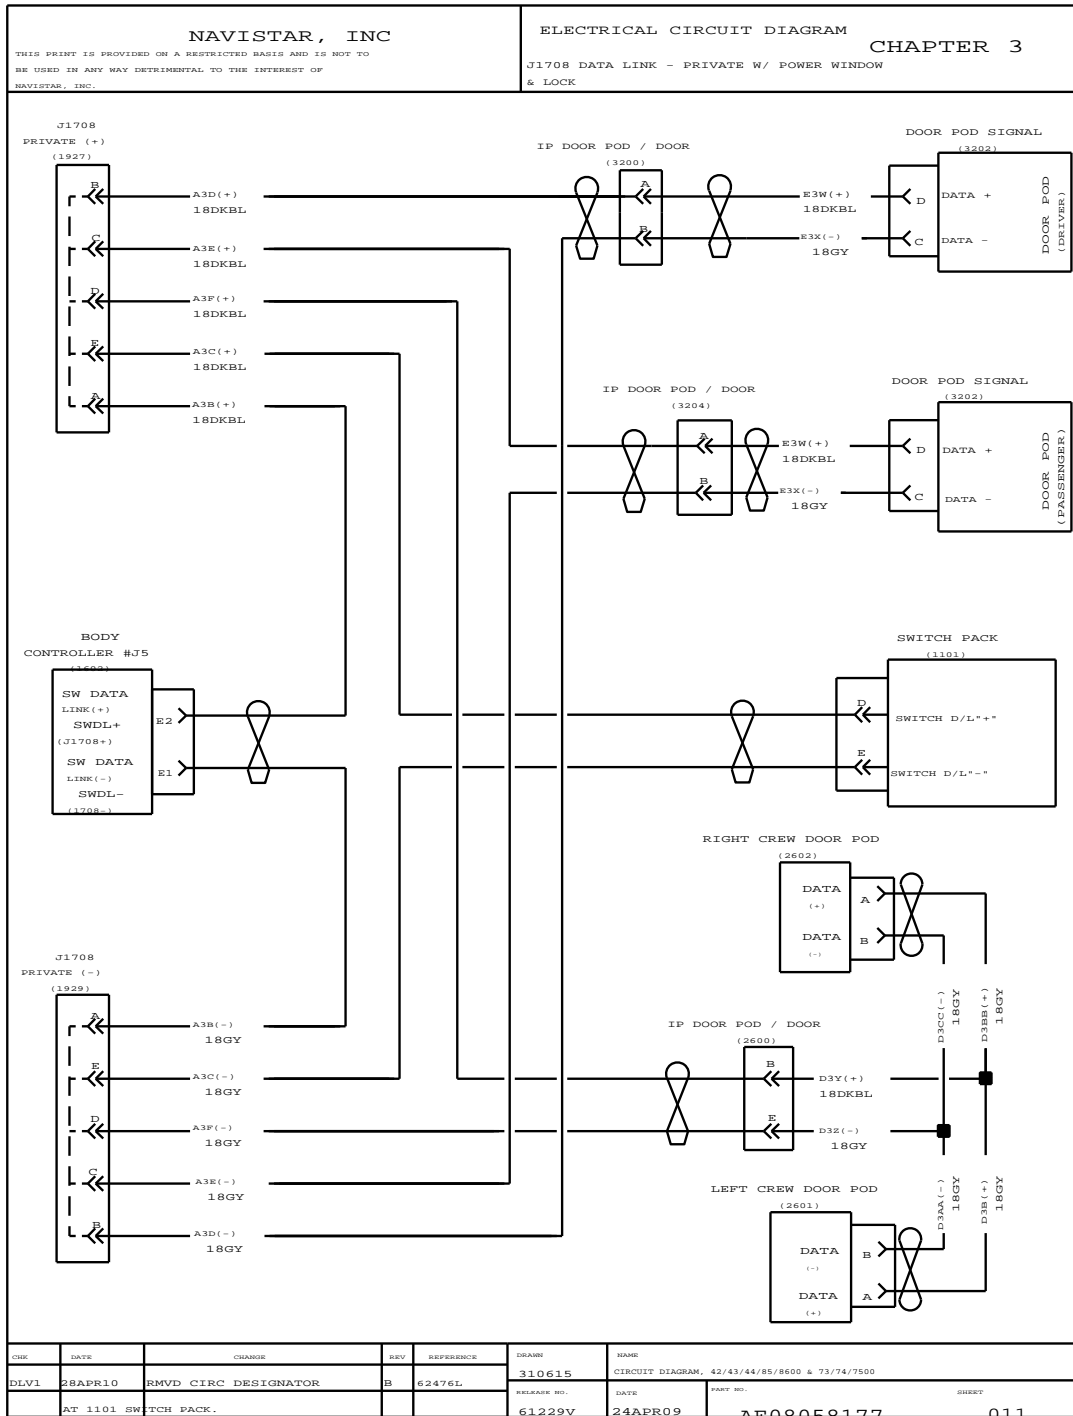 NAVISTAR, INC
THIS PRINT IS PROVIDED ON A RESTRICTED BASIS AND IS NOT TO
BE USED IN ANY WAY DETRIMENTAL TO THE INTEREST OF
NAVISTAR, INC.
ELECTRICAL CIRCUIT DIAGRAM
CHAPTER 3
J1708 DATA LINK - PRIVATE W/ POWER WINDOW
& LOCK
J1708
PRIVATE (+)
(1927)
B
A3D(+)
18DKBL
C
A3E(+)
18DKBL
D
A3F(+)
18DKBL
E
A3C(+)
18DKBL
A
A3B(+)
18DKBL
IP DOOR POD / DOOR
(3200)
A
B
E3W(+)
18DKBL
E3X(-)
18GY
DOOR POD SIGNAL
(3202)
D
DATA +
C
DATA -
DOOR POD
(DRIVER)
IP DOOR POD / DOOR
(3204)
A
B
E3W(+)
18DKBL
E3X(-)
18GY
DOOR POD SIGNAL
(3202)
D
DATA +
C
DATA -
DOOR POD
(PASSENGER)
BODY
CONTROLLER #J5
(1603)
SW DATA
LINK(+)
SWDL+
(J1708+)
SW DATA
LINK(-)
SWDL-
(1708-)
E2
E1
SWITCH PACK
(1101)
D
SWITCH D/L"+"
E
SWITCH D/L"-"
RIGHT CREW DOOR POD
(2602)
DATA
(+)
A
DATA
(-)
B
D3CC(-)
18GY
D3BB(+)
18GY
J1708
PRIVATE (-)
(1929)
A
A3B(-)
18GY
E
A3C(-)
18GY
D
A3F(-)
18GY
C
A3E(-)
18GY
B
A3D(-)
18GY
IP DOOR POD / DOOR
(2600)
B
D3Y(+)
18DKBL
E
D3Z(-)
18GY
D3AA(-)
18GY
D3B(+)
18GY
LEFT CREW DOOR POD
(2601)
DATA
(-)
B
DATA
(+)
A
CHK DATE CHANGE REV REFERENCE
DLV1 28APR10 RMVD CIRC DESIGNATOR B 62476L
AT 1101 SWITCH PACK.
DRAWN
310615
NAME
CIRCUIT DIAGRAM, 42/43/44/85/8600 & 73/74/7500
RELEASE NO.
61229V
DATE
24APR09
PART NO.
AF08058177
SHEET
011